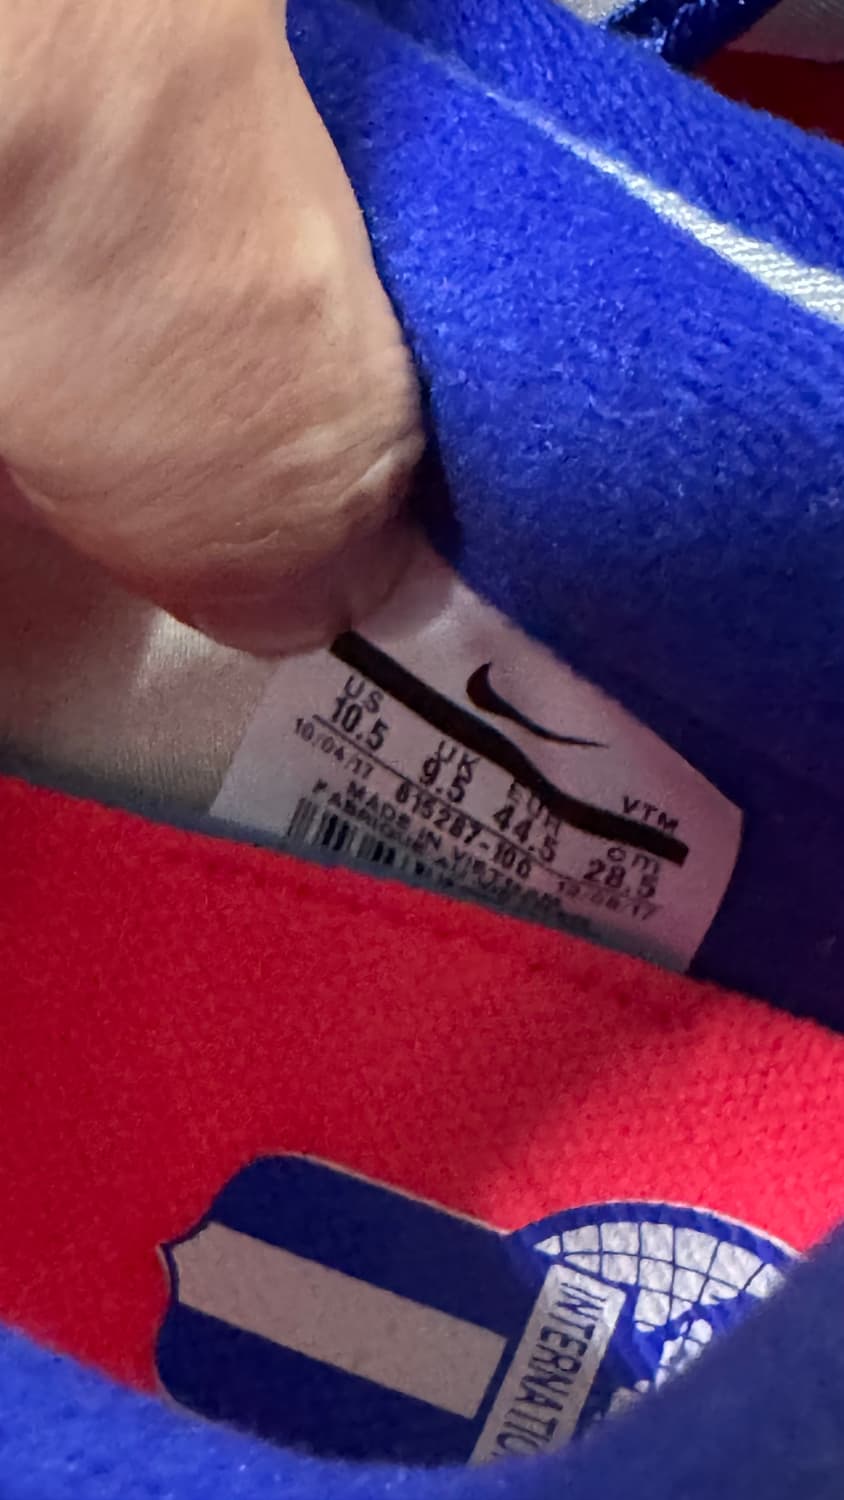 VTM
US UK EUR cm
10.5 9.5 44.5 28.5
10/04/17 815287-100
MADE IN VIETNAM
INTERNATIO